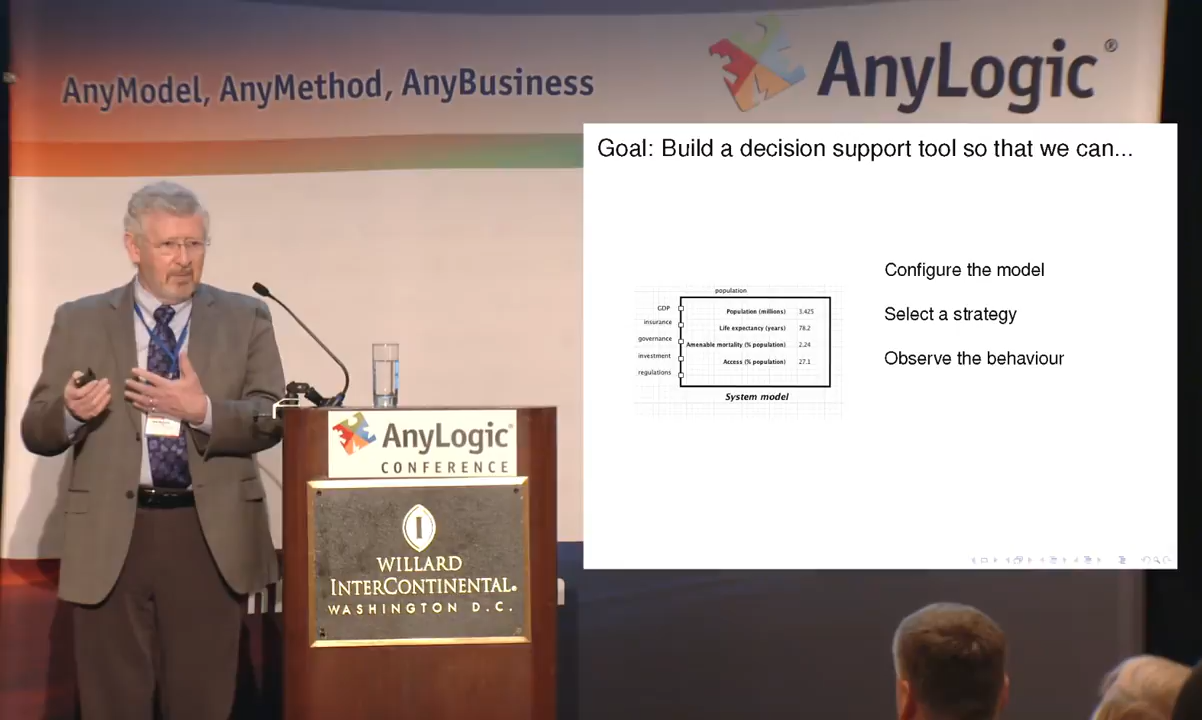 AnyModel, AnyMethod, AnyBusiness
AnyLogic®
Goal: Build a decision support tool so that we can...
Configure the model
Select a strategy
Observe the behaviour
population
GDP
insurance
governance
investment
regulations
Population (millions) 3.425
Life expectancy (years) 78.2
Amenable mortality (% population) 2.24
Access (% population) 27.1
System model
AnyLogic®
CONFERENCE
WILLARD
INTERCONTINENTAL.
WASHINGTON D.C.